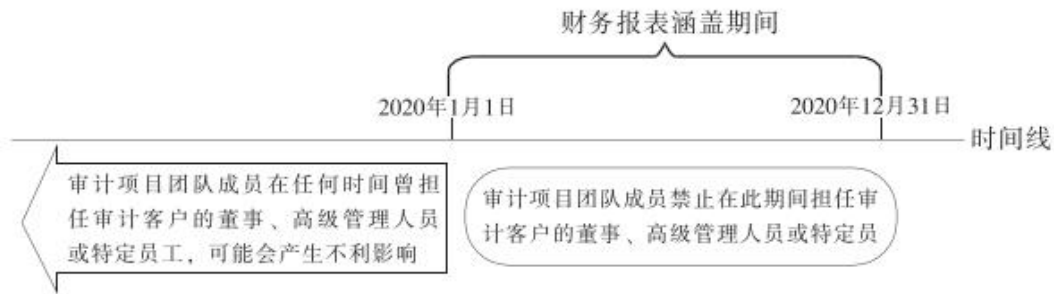 财务报表涵盖期间
2020年1月1日
2020年12月31日
时间线
审计项目团队成员在任何时间曾担
任审计客户的董事、高级管理人员
或特定员工，可能会产生不利影响
审计项目团队成员禁止在此期间担任审
计客户的董事、高级管理人员或特定员